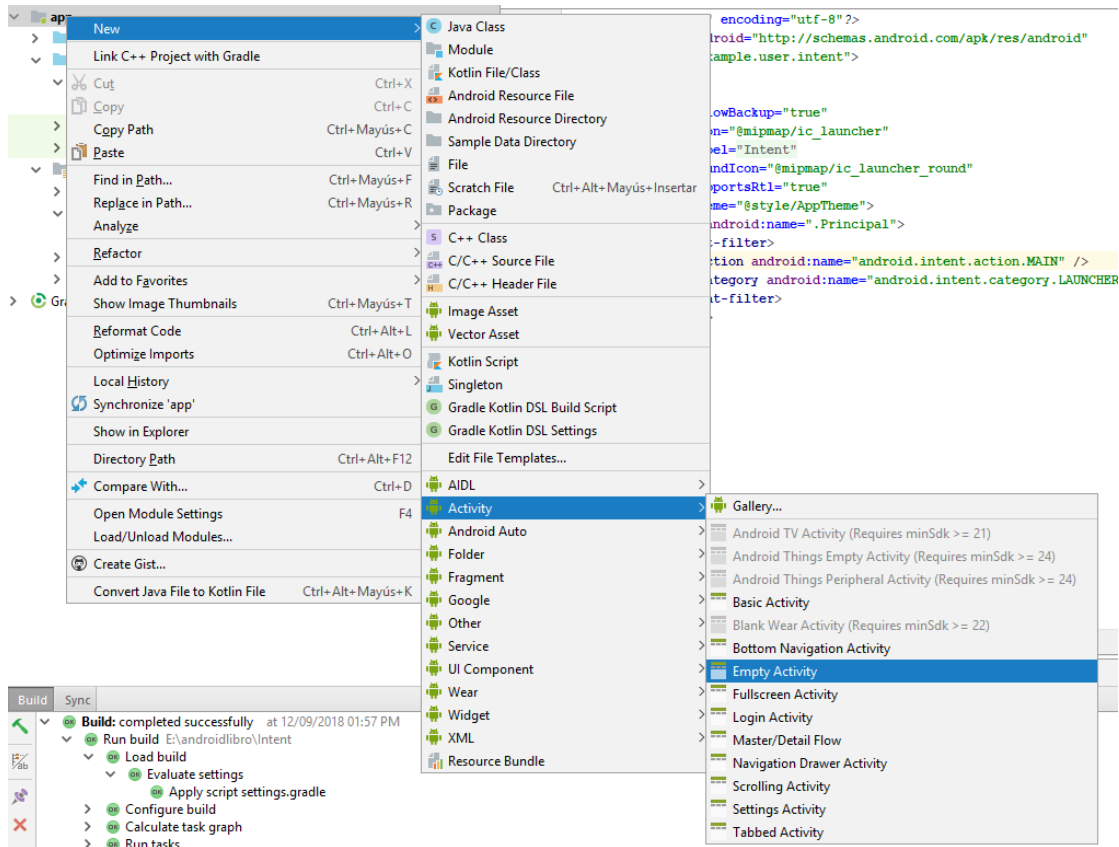 app
New
Link C++ Project with Gradle
Cut Ctrl+X
Copy Ctrl+C
Copy Path Ctrl+Mayús+C
Paste Ctrl+V
Find in Path... Ctrl+Mayús+F
Replace in Path... Ctrl+Mayús+R
Analyze
Refactor
Add to Favorites
Show Image Thumbnails Ctrl+Mayús+T
Reformat Code Ctrl+Alt+L
Optimize Imports Ctrl+Alt+O
Local History
Synchronize 'app'
Show in Explorer
Directory Path Ctrl+Alt+F12
Compare With... Ctrl+D
Open Module Settings F4
Load/Unload Modules...
Create Gist...
Convert Java File to Kotlin File Ctrl+Alt+Mayús+K
Gra
Java Class
Module
Kotlin File/Class
Android Resource File
Android Resource Directory
Sample Data Directory
File
Scratch File Ctrl+Alt+Mayús+Insertar
Package
C++ Class
C/C++ Source File
C/C++ Header File
Image Asset
Vector Asset
Kotlin Script
Singleton
Gradle Kotlin DSL Build Script
Gradle Kotlin DSL Settings
Edit File Templates...
AIDL
Activity
Android Auto
Folder
Fragment
Google
Other
Service
UI Component
Wear
Widget
XML
Resource Bundle
Gallery...
Android TV Activity (Requires minSdk >= 21)
Android Things Empty Activity (Requires minSdk >= 24)
Android Things Peripheral Activity (Requires minSdk >= 24)
Basic Activity
Blank Wear Activity (Requires minSdk >= 22)
Bottom Navigation Activity
Empty Activity
Fullscreen Activity
Login Activity
Master/Detail Flow
Navigation Drawer Activity
Scrolling Activity
Settings Activity
Tabbed Activity
encoding="utf-8"?>
droid="http://schemas.android.com/apk/res/android"
ample.user.intent">
owBackup="true"
on="@mipmap/ic_launcher"
bel="Intent"
undIcon="@mipmap/ic_launcher_round"
pportsRtl="true"
eme="@style/AppTheme">
android:name=".Principal">
t-filter>
ction android:name="android.intent.action.MAIN" />
tegory android:name="android.intent.category.LAUNCHER
nt-filter>
Build Sync
Build: completed successfully at 12/09/2018 01:57 PM
Run build E:\androidlibro\Intent
Load build
Evaluate settings
Apply script settings.gradle
Configure build
Calculate task graph
Run tasks